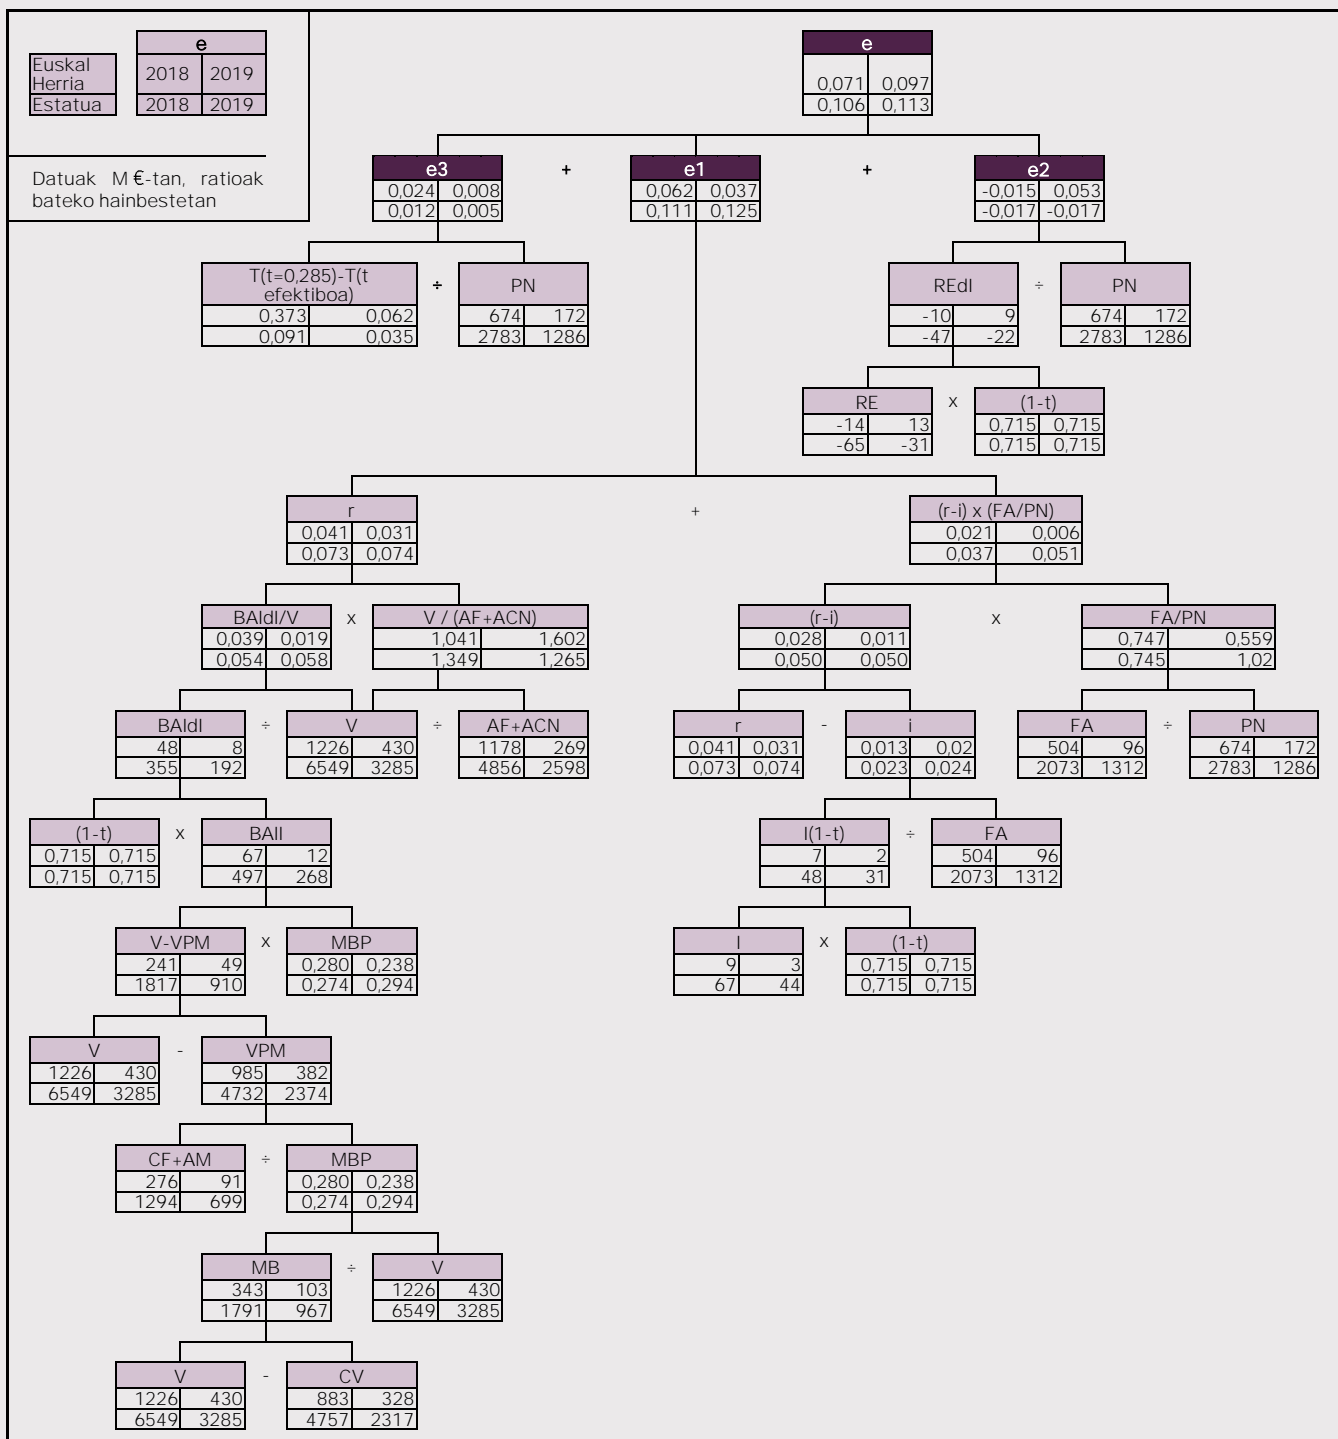 e
Euskal Herria 2018 2019
Estatua 2018 2019
Datuak M €-tan, ratioak
bateko hainbestetan
e
0,071 0,097
0,106 0,113
e3 + e1 + e2
0,024 0,008 0,062 0,037 -0,015 0,053
0,012 0,005 0,111 0,125 -0,017 -0,017
T(t=0,285)-T(t
efektiboa) ÷ PN REdI ÷ PN
0,373 0,062 674 172 -10 9 674 172
0,091 0,035 2783 1286 -47 -22 2783 1286
RE x (1-t)
-14 13 0,715 0,715
-65 -31 0,715 0,715
r + (r-i) x (FA/PN)
0,041 0,031 0,021 0,006
0,073 0,074 0,037 0,051
BAIdI/V x V / (AF+ACN) (r-i) x FA/PN
0,039 0,019 1,041 1,602 0,028 0,011 0,747 0,559
0,054 0,058 1,349 1,265 0,050 0,050 0,745 1,02
BAIdI ÷ V ÷ AF+ACN r - i FA ÷ PN
48 8 1226 430 1178 269 0,041 0,031 0,013 0,02 504 96 674 172
355 192 6549 3285 4856 2598 0,073 0,074 0,023 0,024 2073 1312 2783 1286
(1-t) x BAII I(1-t) ÷ FA
0,715 0,715 67 12 7 2 504 96
0,715 0,715 497 268 48 31 2073 1312
V-VPM x MBP I x (1-t)
241 49 0,280 0,238 9 3 0,715 0,715
1817 910 0,274 0,294 67 44 0,715 0,715
V - VPM
1226 430 985 382
6549 3285 4732 2374
CF+AM ÷ MBP
276 91 0,280 0,238
1294 699 0,274 0,294
MB ÷ V
343 103 1226 430
1791 967 6549 3285
V - CV
1226 430 883 328
6549 3285 4757 2317